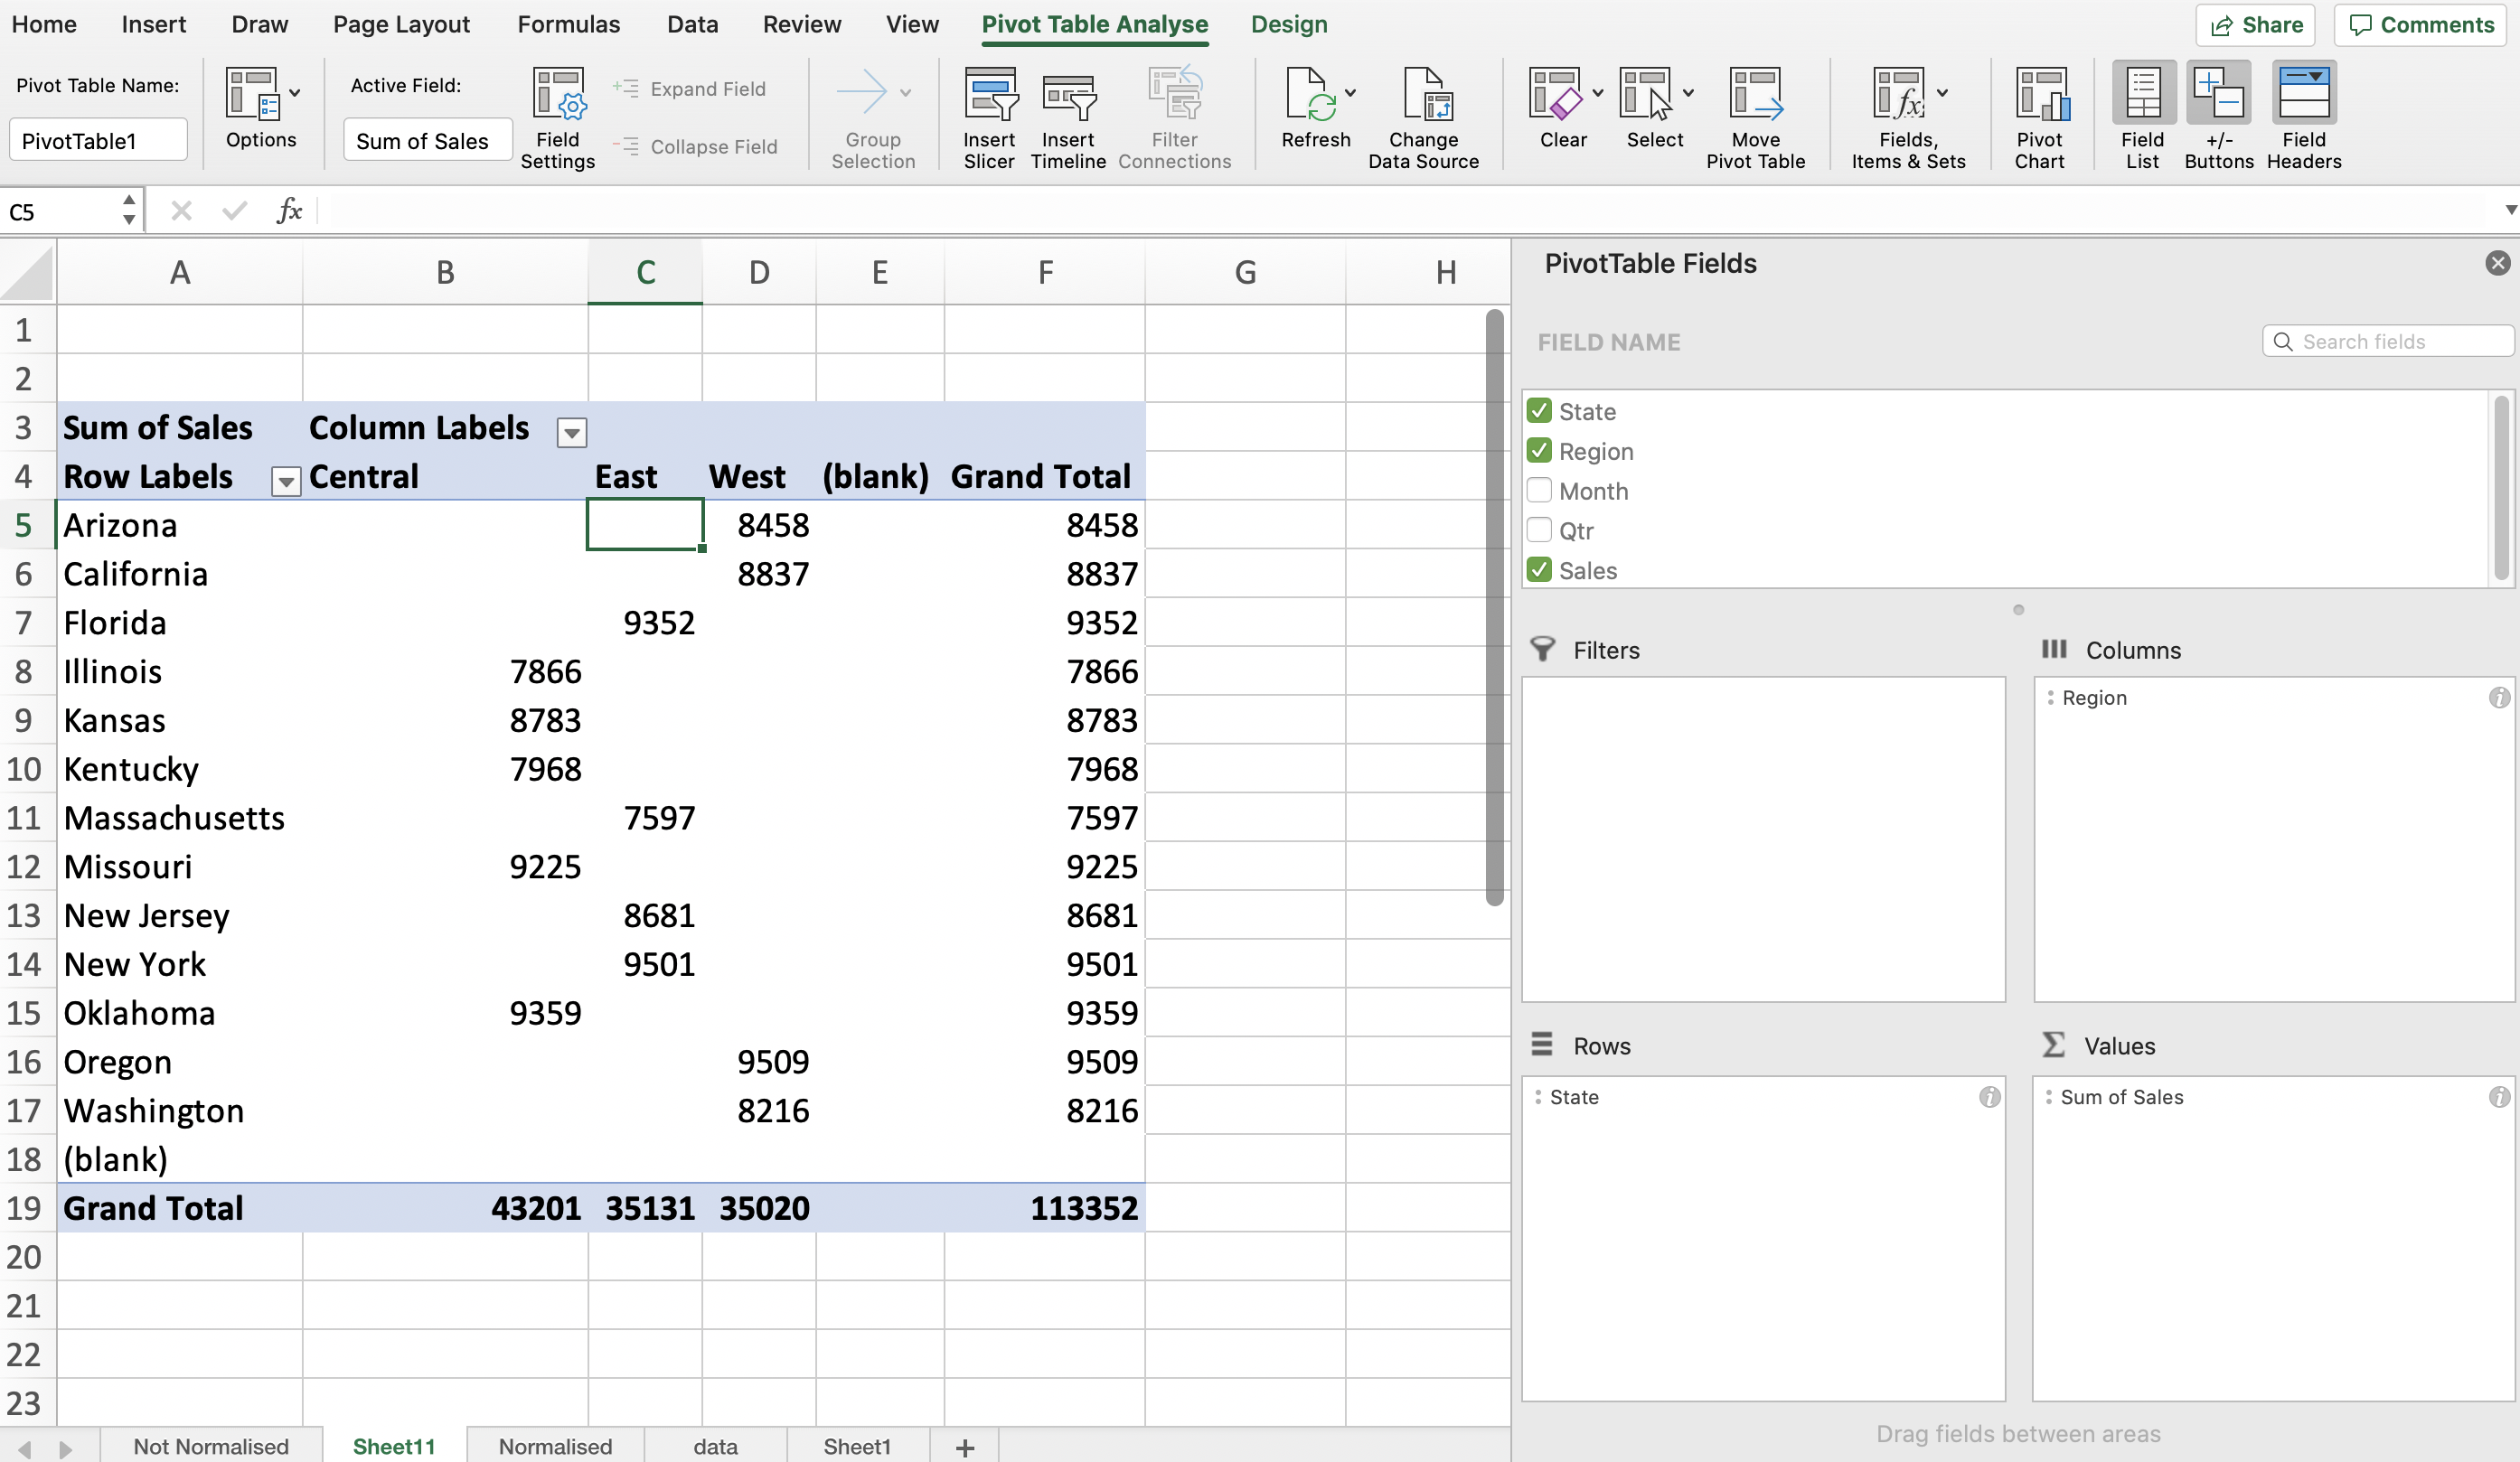 Home Insert Draw Page Layout Formulas Data Review View Pivot Table Analyse Design Share Comments
Pivot Table Name: Active Field:
PivotTable1 Options Sum of Sales Field Settings Expand Field Collapse Field Group Selection Insert Slicer Insert Timeline Filter Connections Refresh Change Data Source Clear Select Move Pivot Table Fields, Items & Sets Pivot Chart Field List +/- Buttons Field Headers
C5 fx
A B C D E F G H
1
2
3 Sum of Sales Column Labels
4 Row Labels Central East West (blank) Grand Total
5 Arizona 8458 8458
6 California 8837 8837
7 Florida 9352 9352
8 Illinois 7866 7866
9 Kansas 8783 8783
10 Kentucky 7968 7968
11 Massachusetts 7597 7597
12 Missouri 9225 9225
13 New Jersey 8681 8681
14 New York 9501 9501
15 Oklahoma 9359 9359
16 Oregon 9509 9509
17 Washington 8216 8216
18 (blank)
19 Grand Total 43201 35131 35020 113352
20
21
22
23
Not Normalised Sheet11 Normalised data Sheet1 +
PivotTable Fields
FIELD NAME Search fields
State
Region
Month
Qtr
Sales
Filters Columns
Region
Rows Values
State Sum of Sales
Drag fields between areas